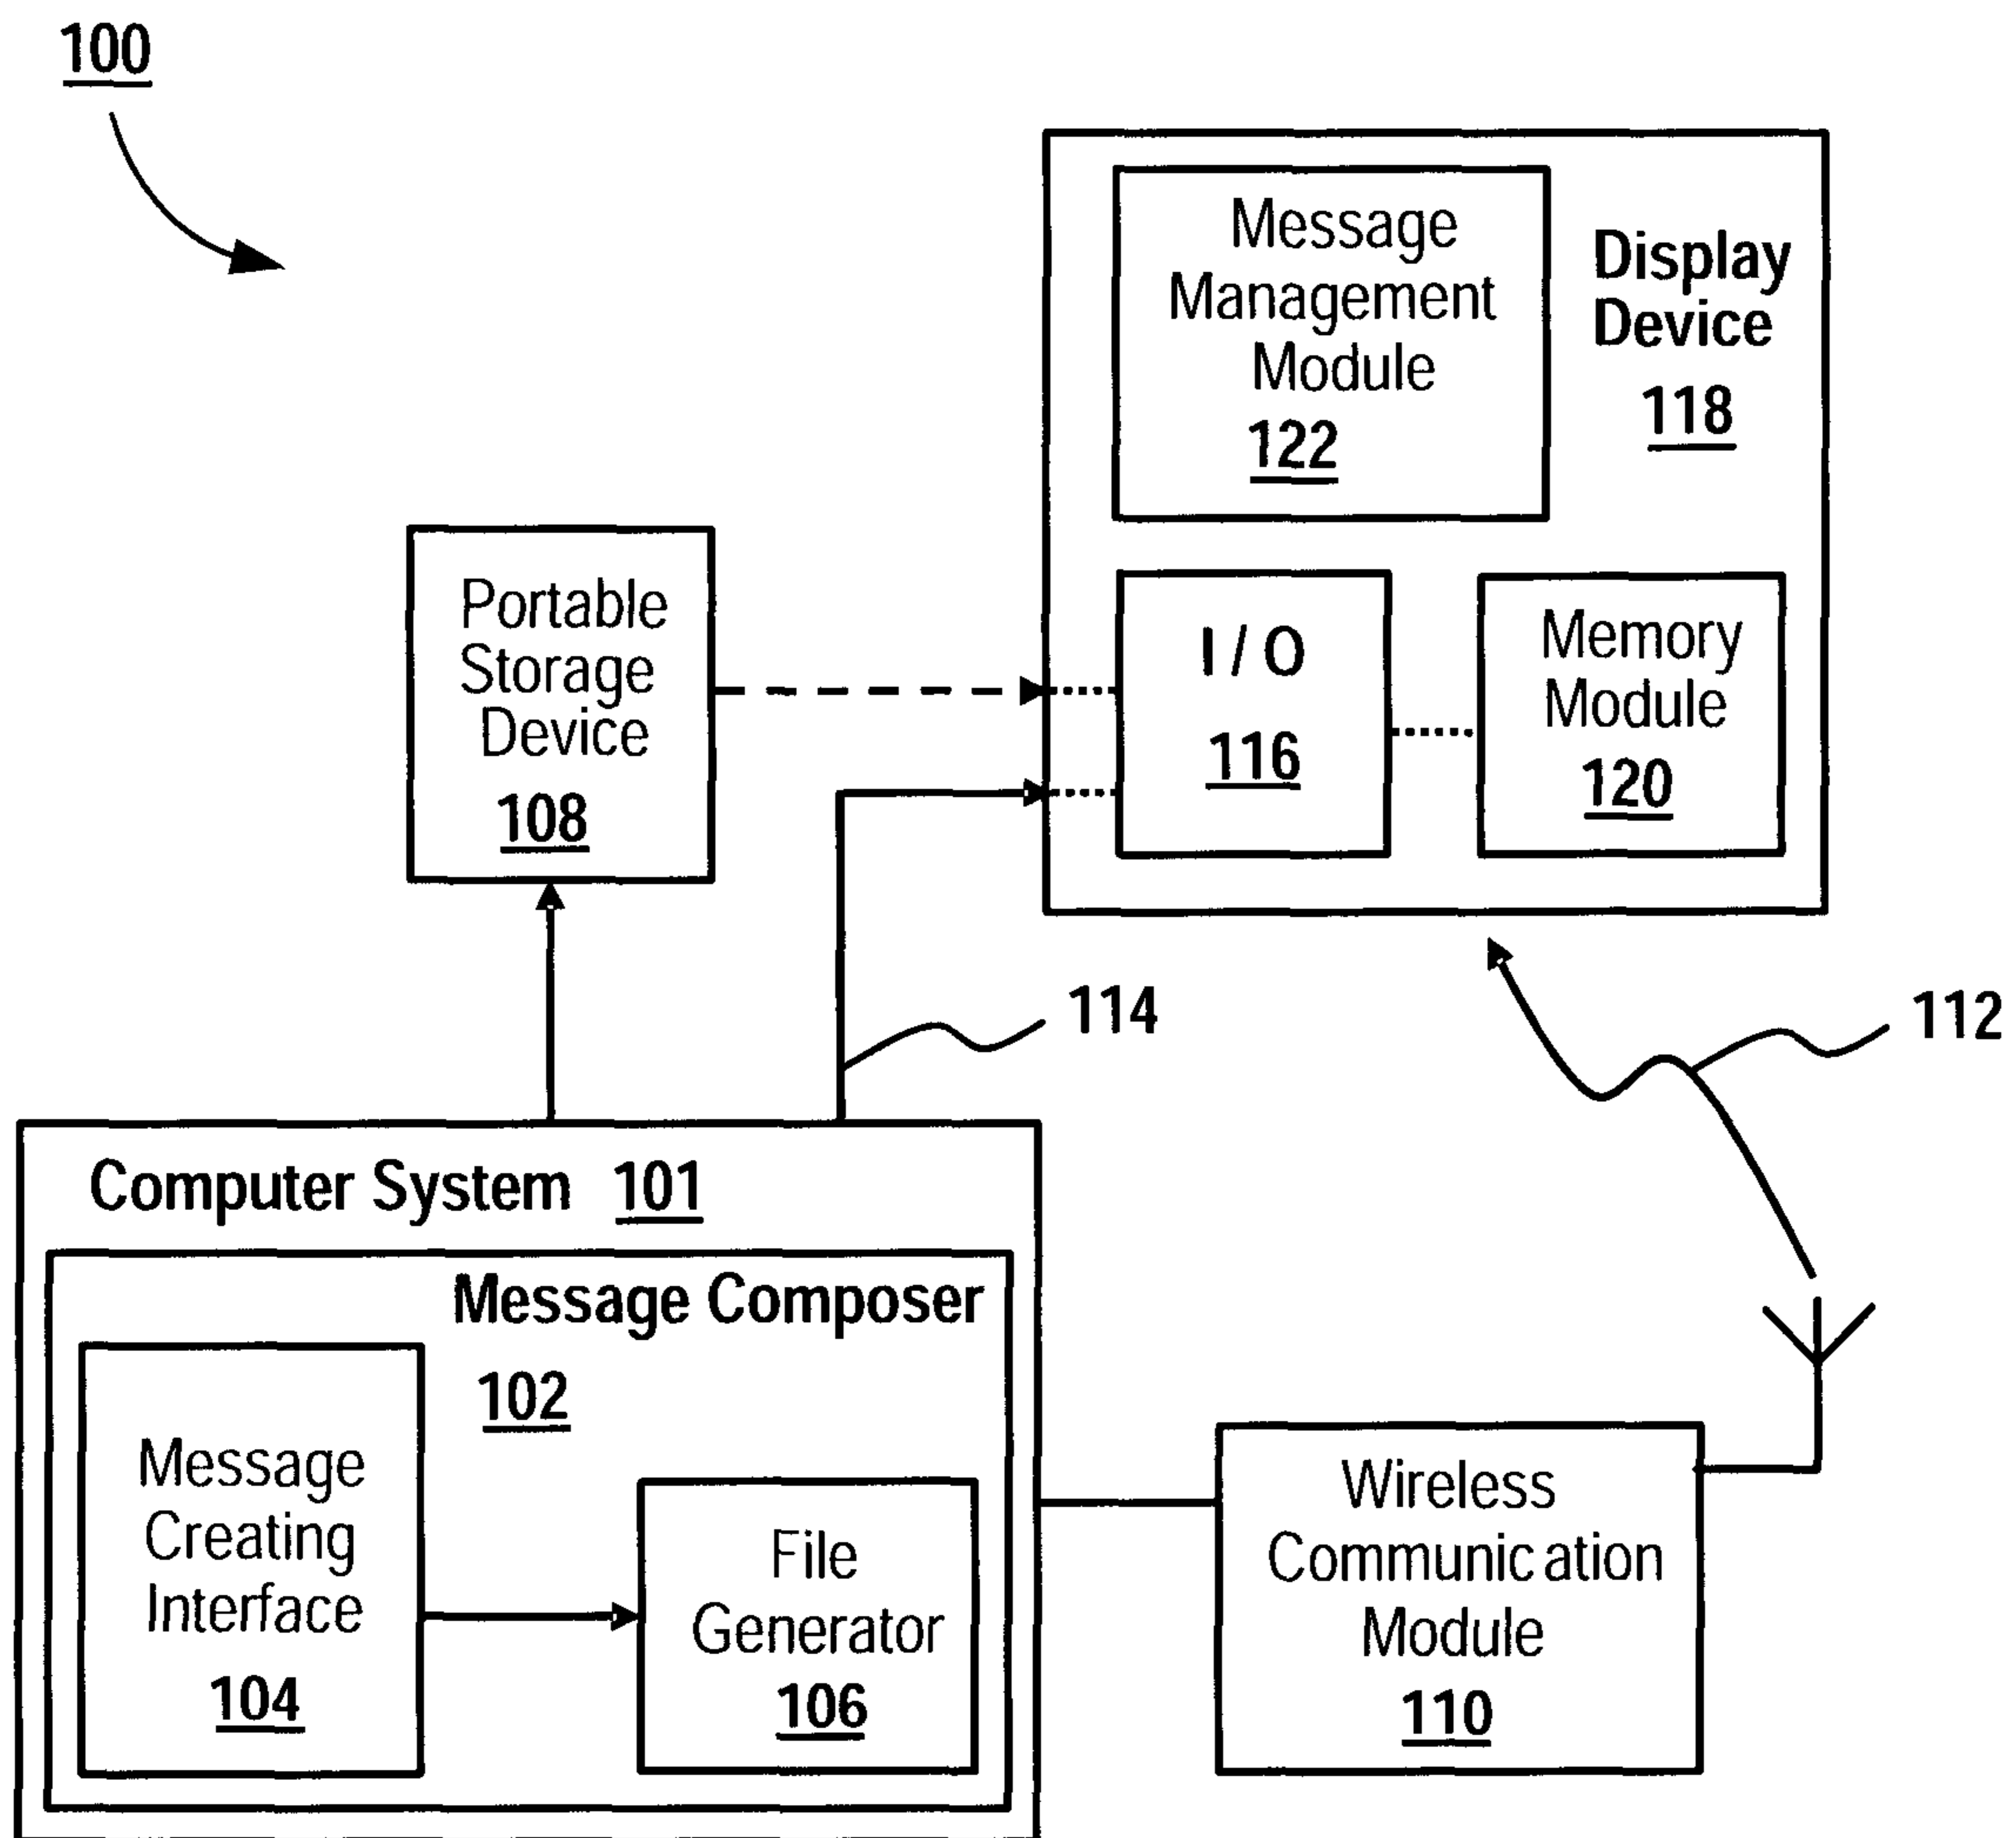 100
Message
Management
Module
122
Display
Device
118
Portable
Storage
Device
108
I / O
116
Memory
Module
120
114
112
Computer System 101
Message Composer
102
Message
Creating
Interface
104
File
Generator
106
Wireless
Communication
Module
110